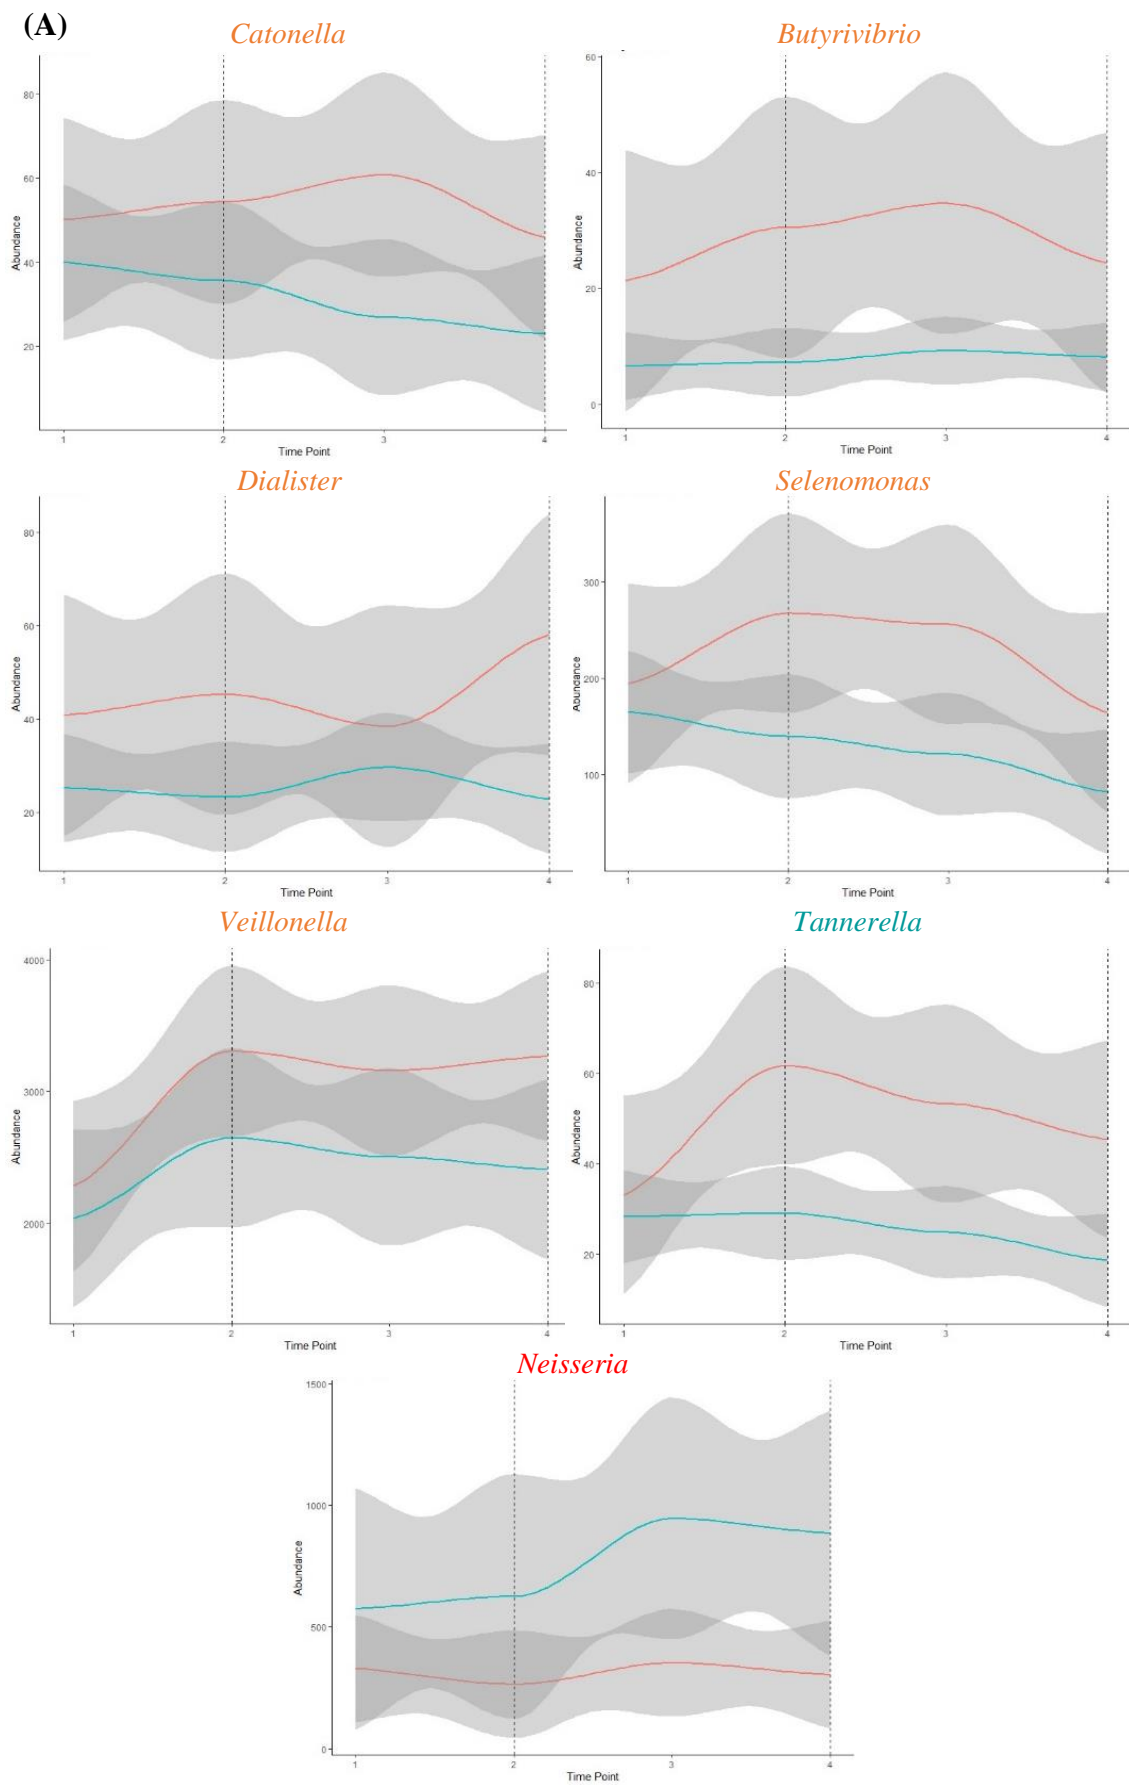 (A)
Catonella Butyrivibrio
80
60
40
20
Abundance
1 2 3 4
Time Point
60
40
20
0
Abundance
1 2 3 4
Time Point
Dialister Selenomonas
80
60
40
20
Abundance
1 2 3 4
Time Point
300
200
100
Abundance
1 2 3 4
Time Point
Veillonella Tannerella
4000
3000
2000
Abundance
1 2 3 4
Time Point
80
60
40
20
Abundance
1 2 3 4
Time Point
Neisseria
1500
1000
500
0
Abundance
1 2 3 4
Time Point